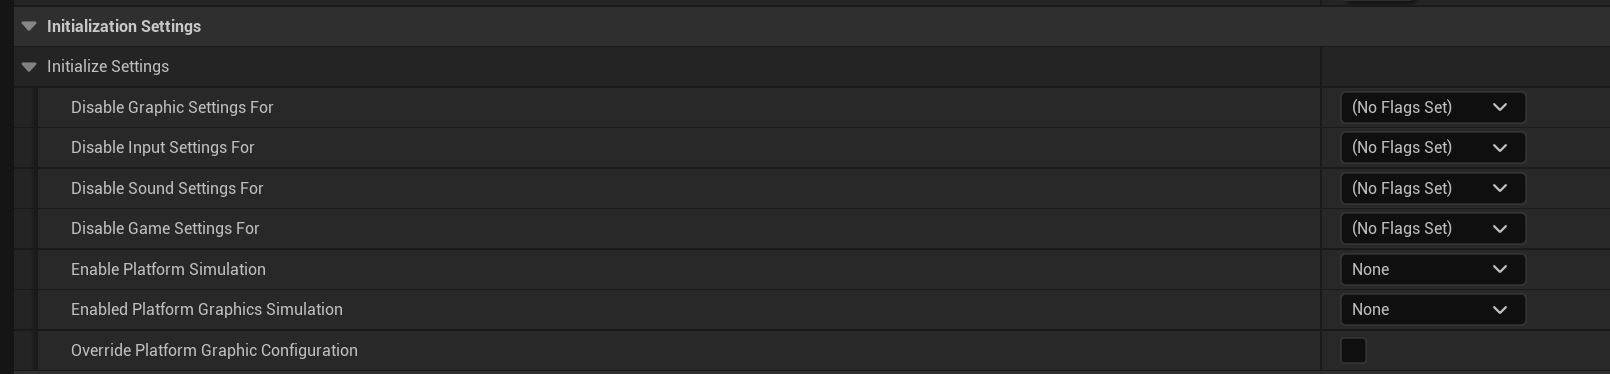 Initialization Settings
Initialize Settings
Disable Graphic Settings For (No Flags Set)
Disable Input Settings For (No Flags Set)
Disable Sound Settings For (No Flags Set)
Disable Game Settings For (No Flags Set)
Enable Platform Simulation None
Enabled Platform Graphics Simulation None
Override Platform Graphic Configuration